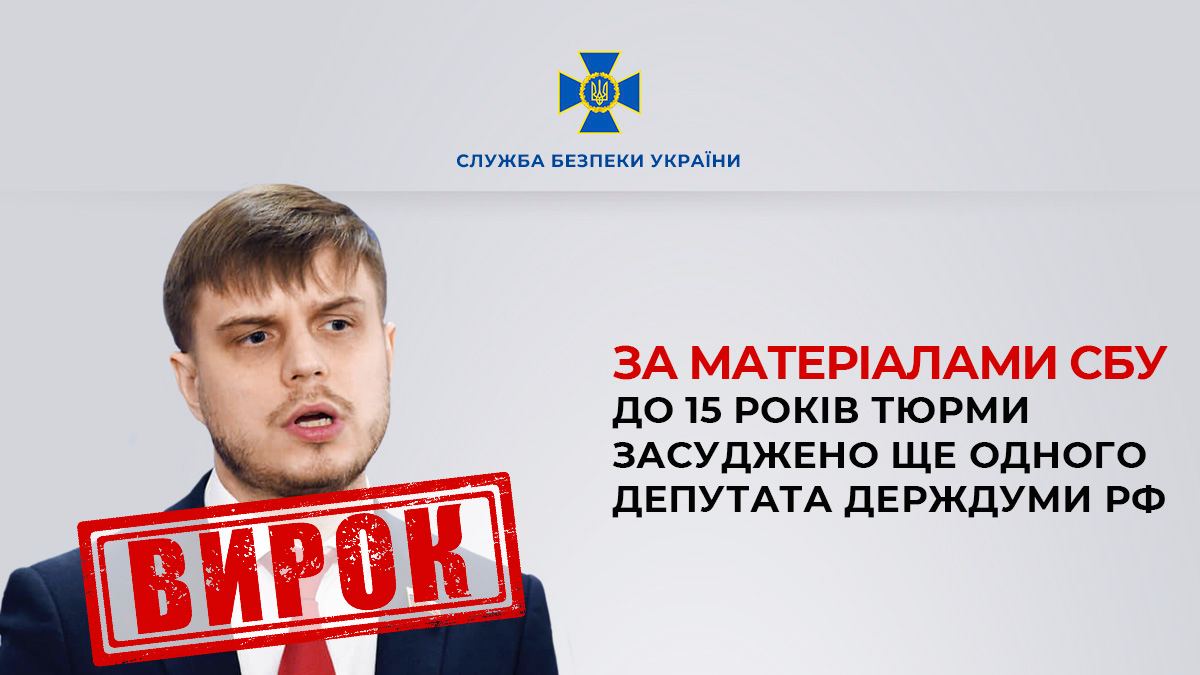 СЛУЖБА БЕЗПЕКИ УКРАЇНИ
ЗА МАТЕРІАЛАМИ СБУ
ДО 15 РОКІВ ТЮРМИ
ЗАСУДЖЕНО ЩЕ ОДНОГО
ДЕПУТАТА ДЕРЖДУМИ РФ
ВИРОК